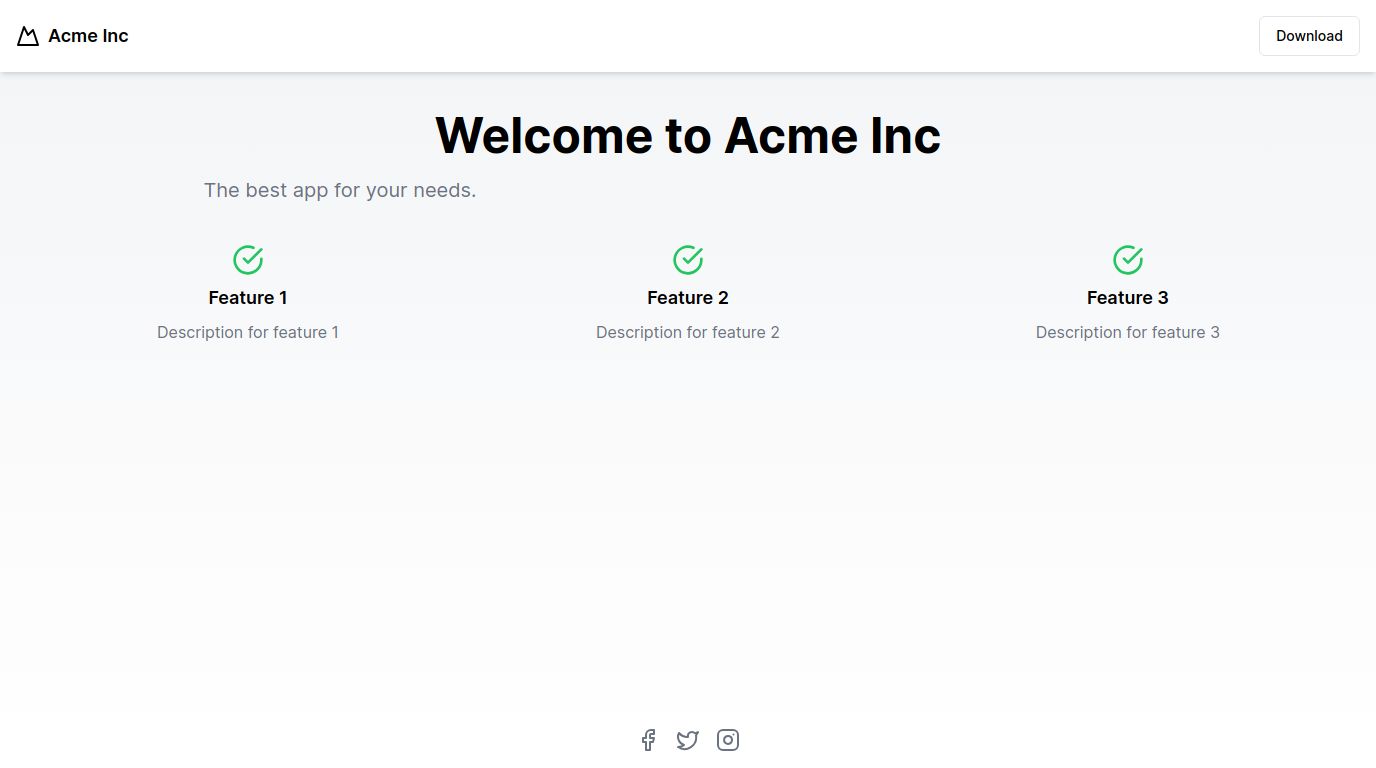 Acme Inc
Download
Welcome to Acme Inc
The best app for your needs.
Feature 1
Feature 2
Feature 3
Description for feature 1
Description for feature 2
Description for feature 3